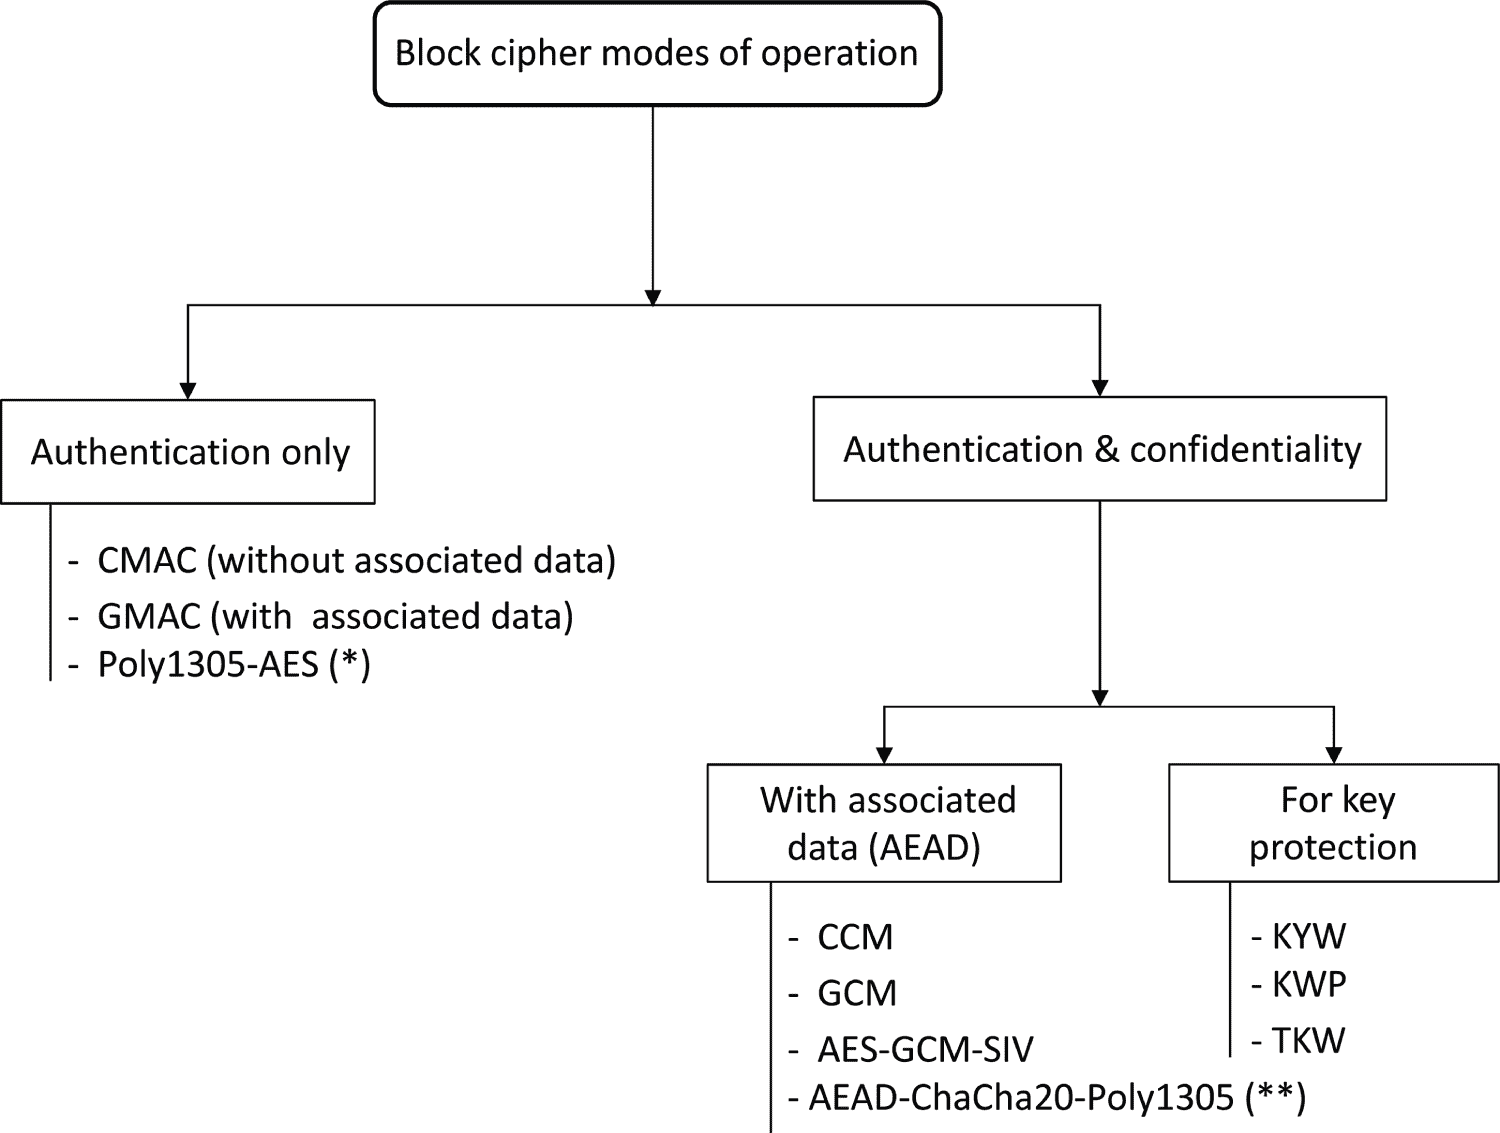 Block cipher modes of operation
Authentication only
Authentication & confidentiality
- CMAC (without associated data)
- GMAC (with  associated data)
- Poly1305-AES (*)
With associated
data (AEAD)
For key
protection
- CCM
- GCM
- AES-GCM-SIV
- AEAD-ChaCha20-Poly1305 (**)
- KYW
- KWP
- TKW